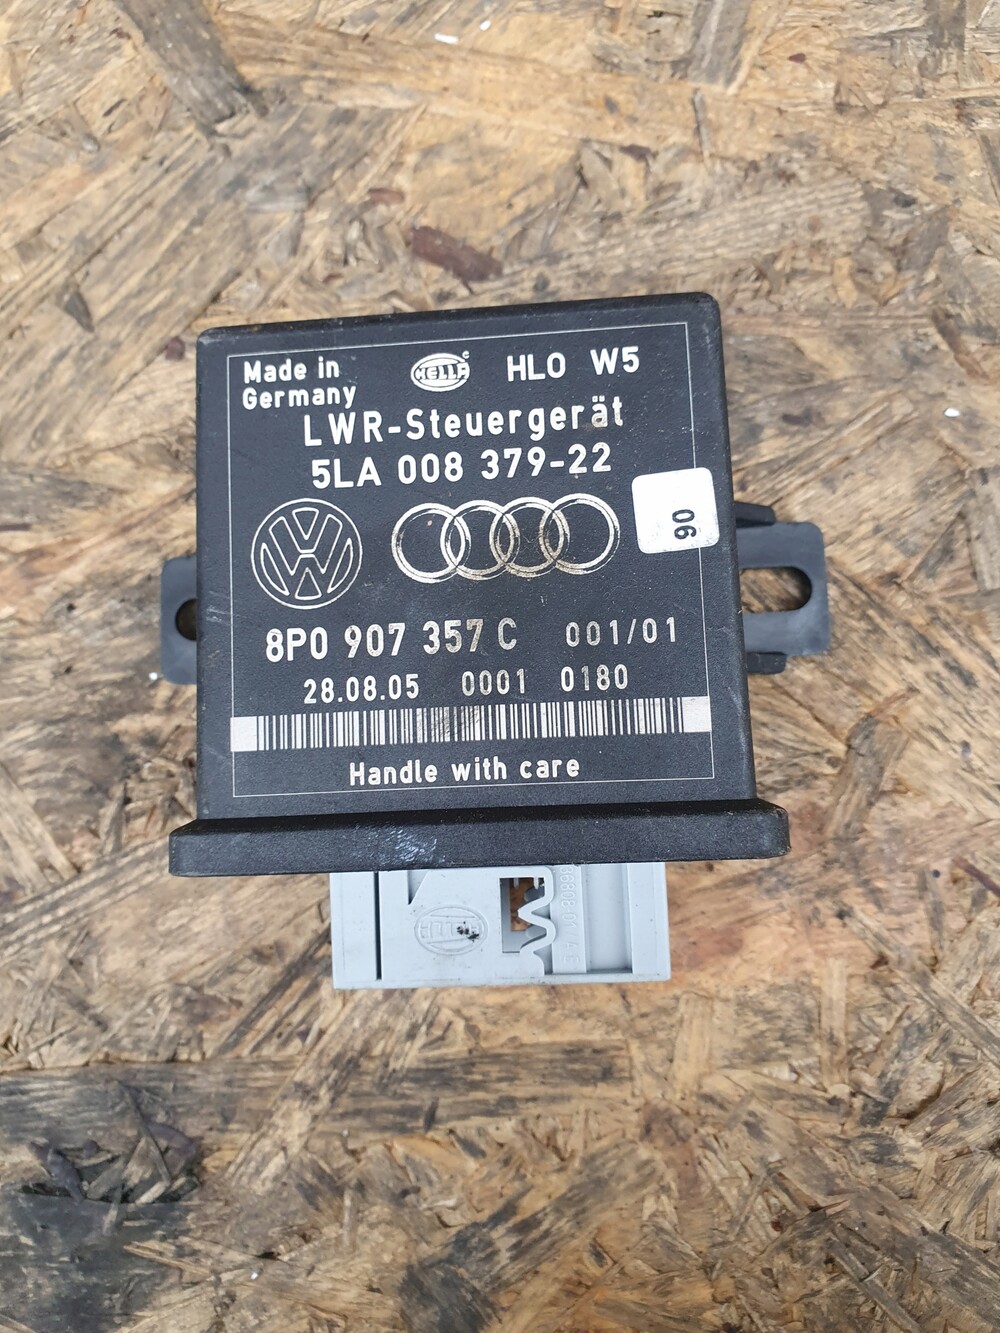 Made in
Germany
HELLA
HLO W5
LWR-Steuergerät
5LA 008 379-22
90
8P0 907 357 C 001/01
28.08.05 0001 0180
Handle with care
HELLA